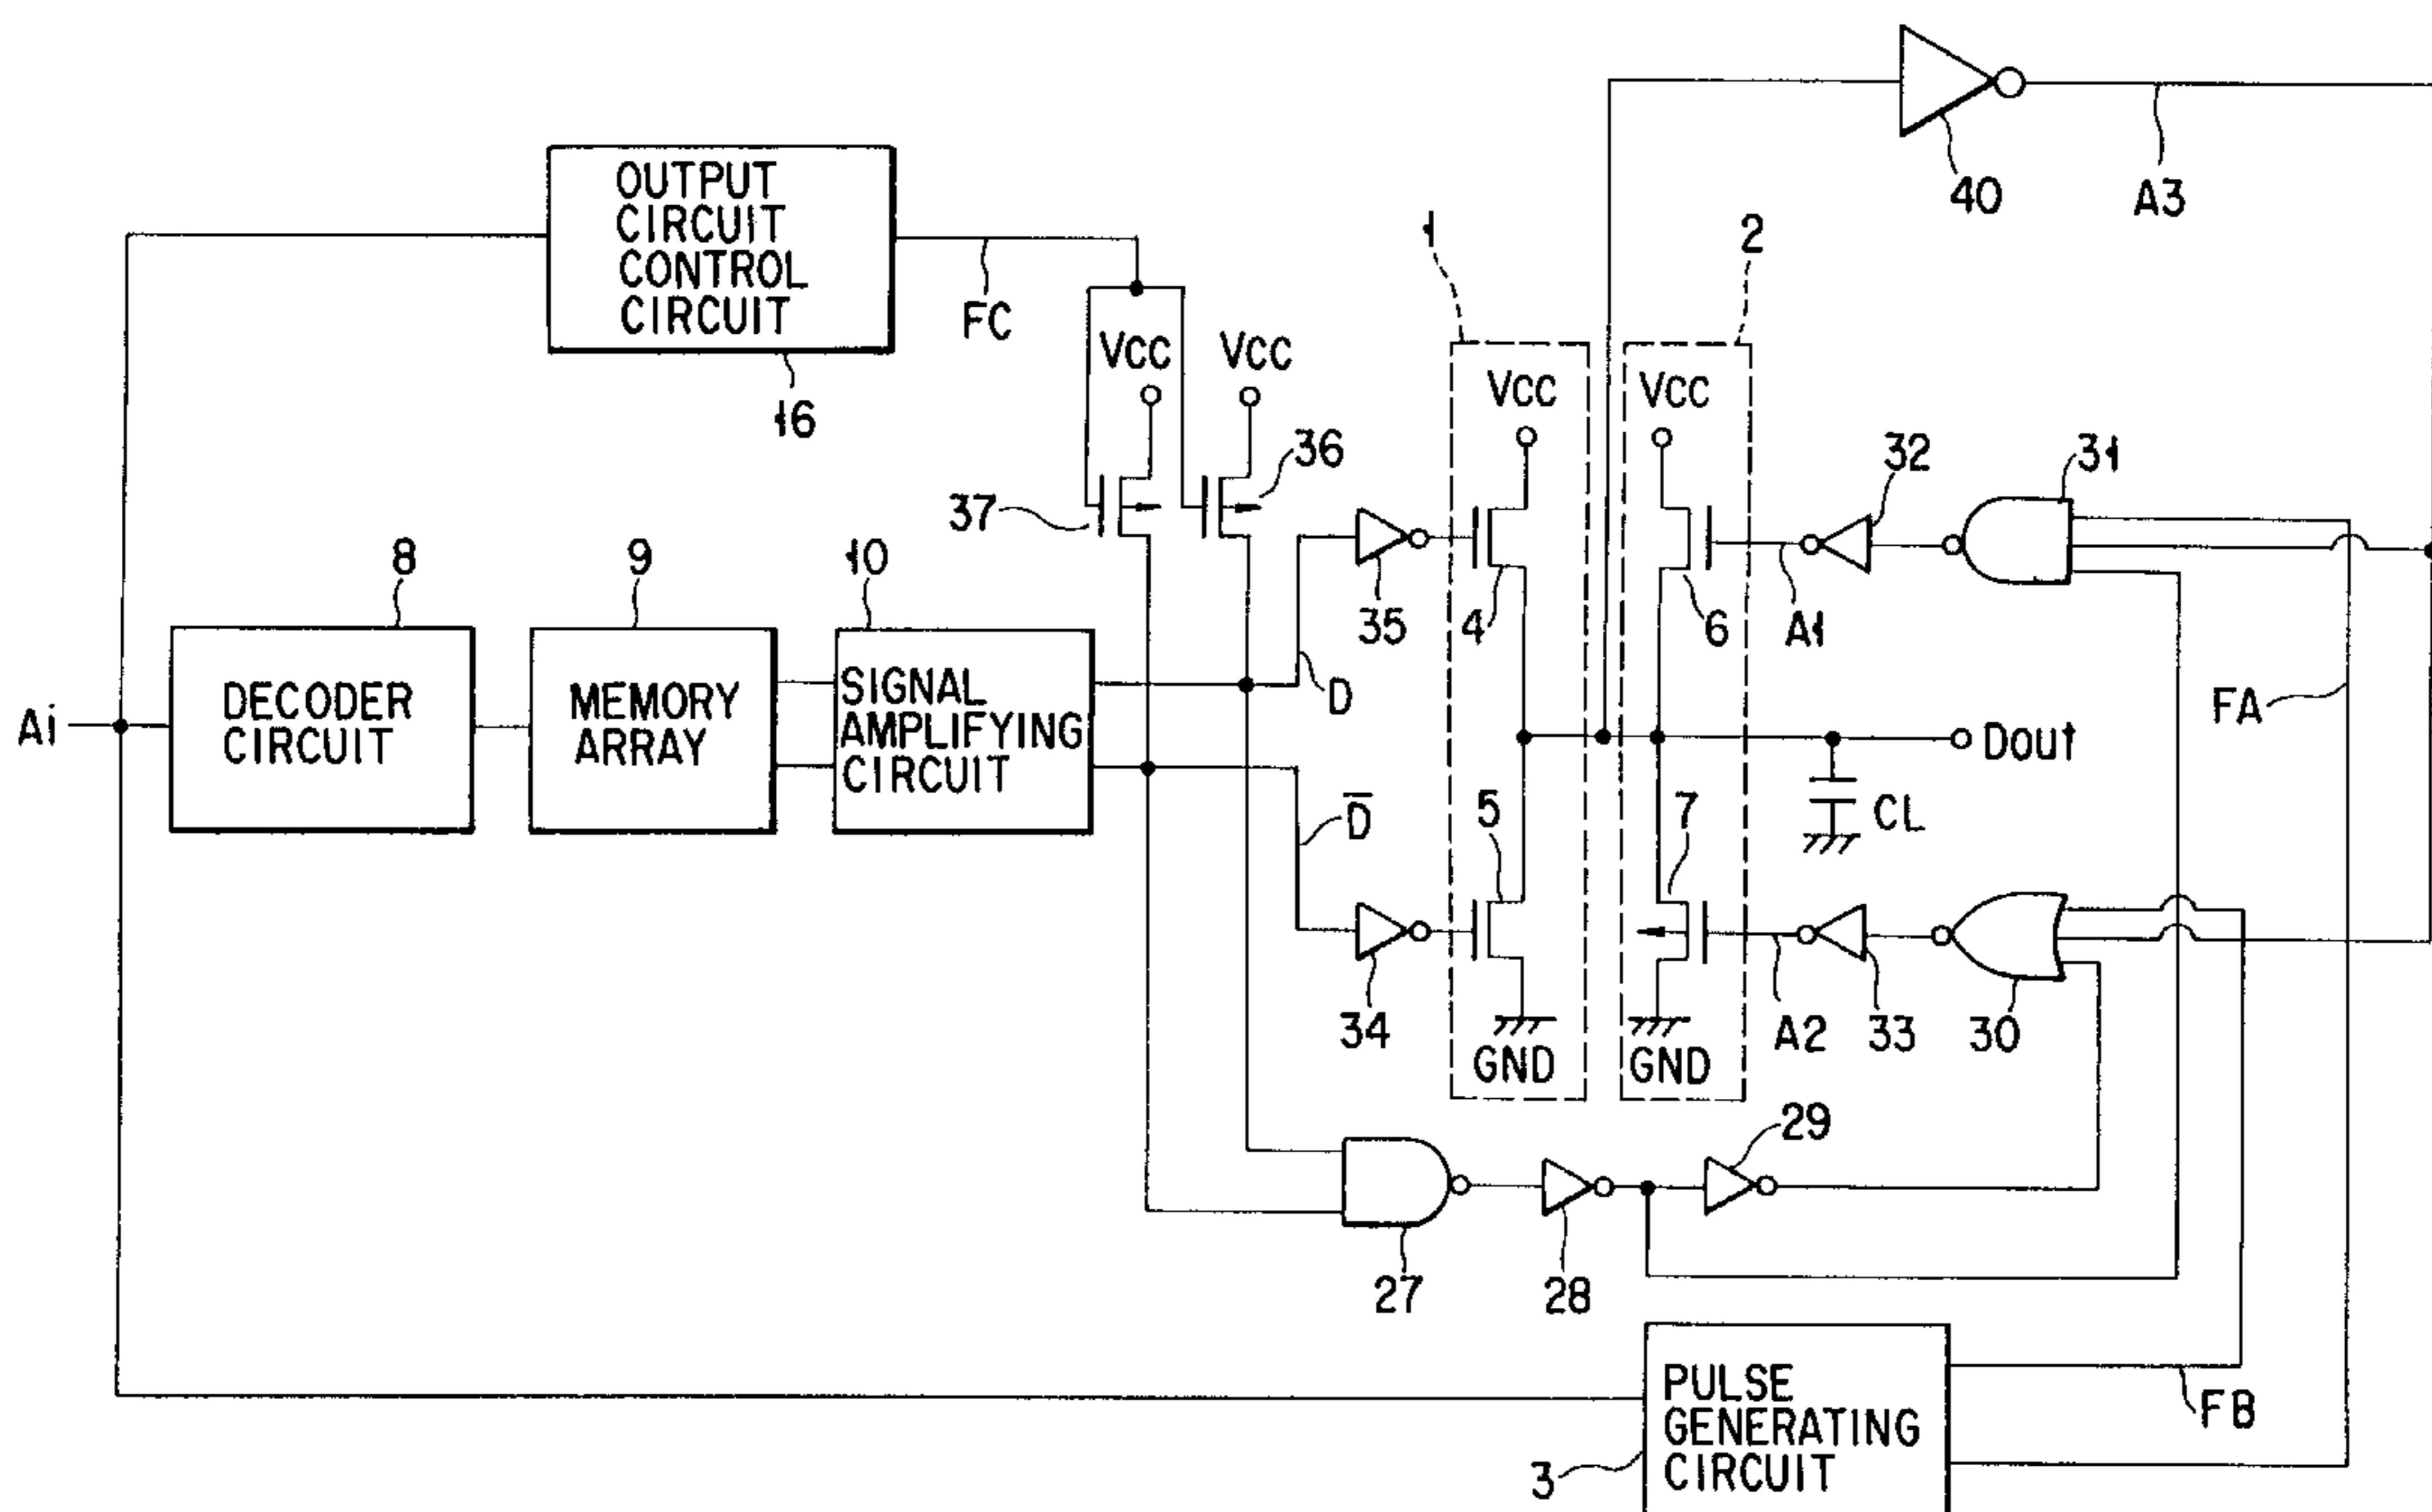 40
A3
OUTPUT
CIRCUIT
CONTROL
CIRCUIT
FC
16
1
2
VCC
VCC
VCC
VCC
37
36
35
4
6
A1
32
31
8
9
10
Ai
DECODER
CIRCUIT
MEMORY
ARRAY
SIGNAL
AMPLIFYING
CIRCUIT
D
D̅
FA
Dout
CL
5
7
34
GND
GND
A2
33
30
29
27
28
PULSE
GENERATING
CIRCUIT
3
FB